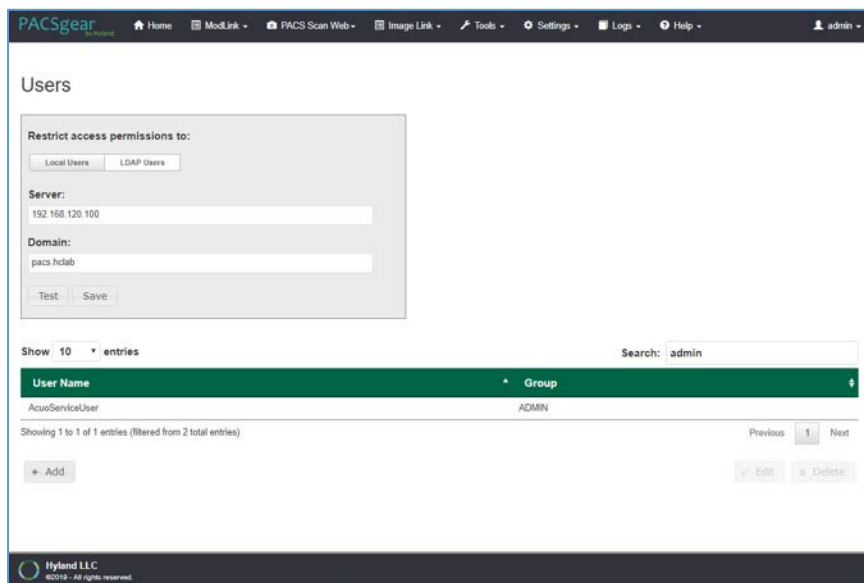 PACSgear
by Hyland
Home ModLink PACS Scan Web Image Link Tools Settings Logs Help admin
Users
Restrict access permissions to:
Local Users LDAP Users
Server:
192.168.120.100
Domain:
pacs.hclab
Test Save
Show 10 entries Search: admin
User Name Group
AcuoServiceUser ADMIN
Showing 1 to 1 of 1 entries (filtered from 2 total entries) Previous 1 Next
+ Add Edit Delete
Hyland LLC
©2019 - All rights reserved.